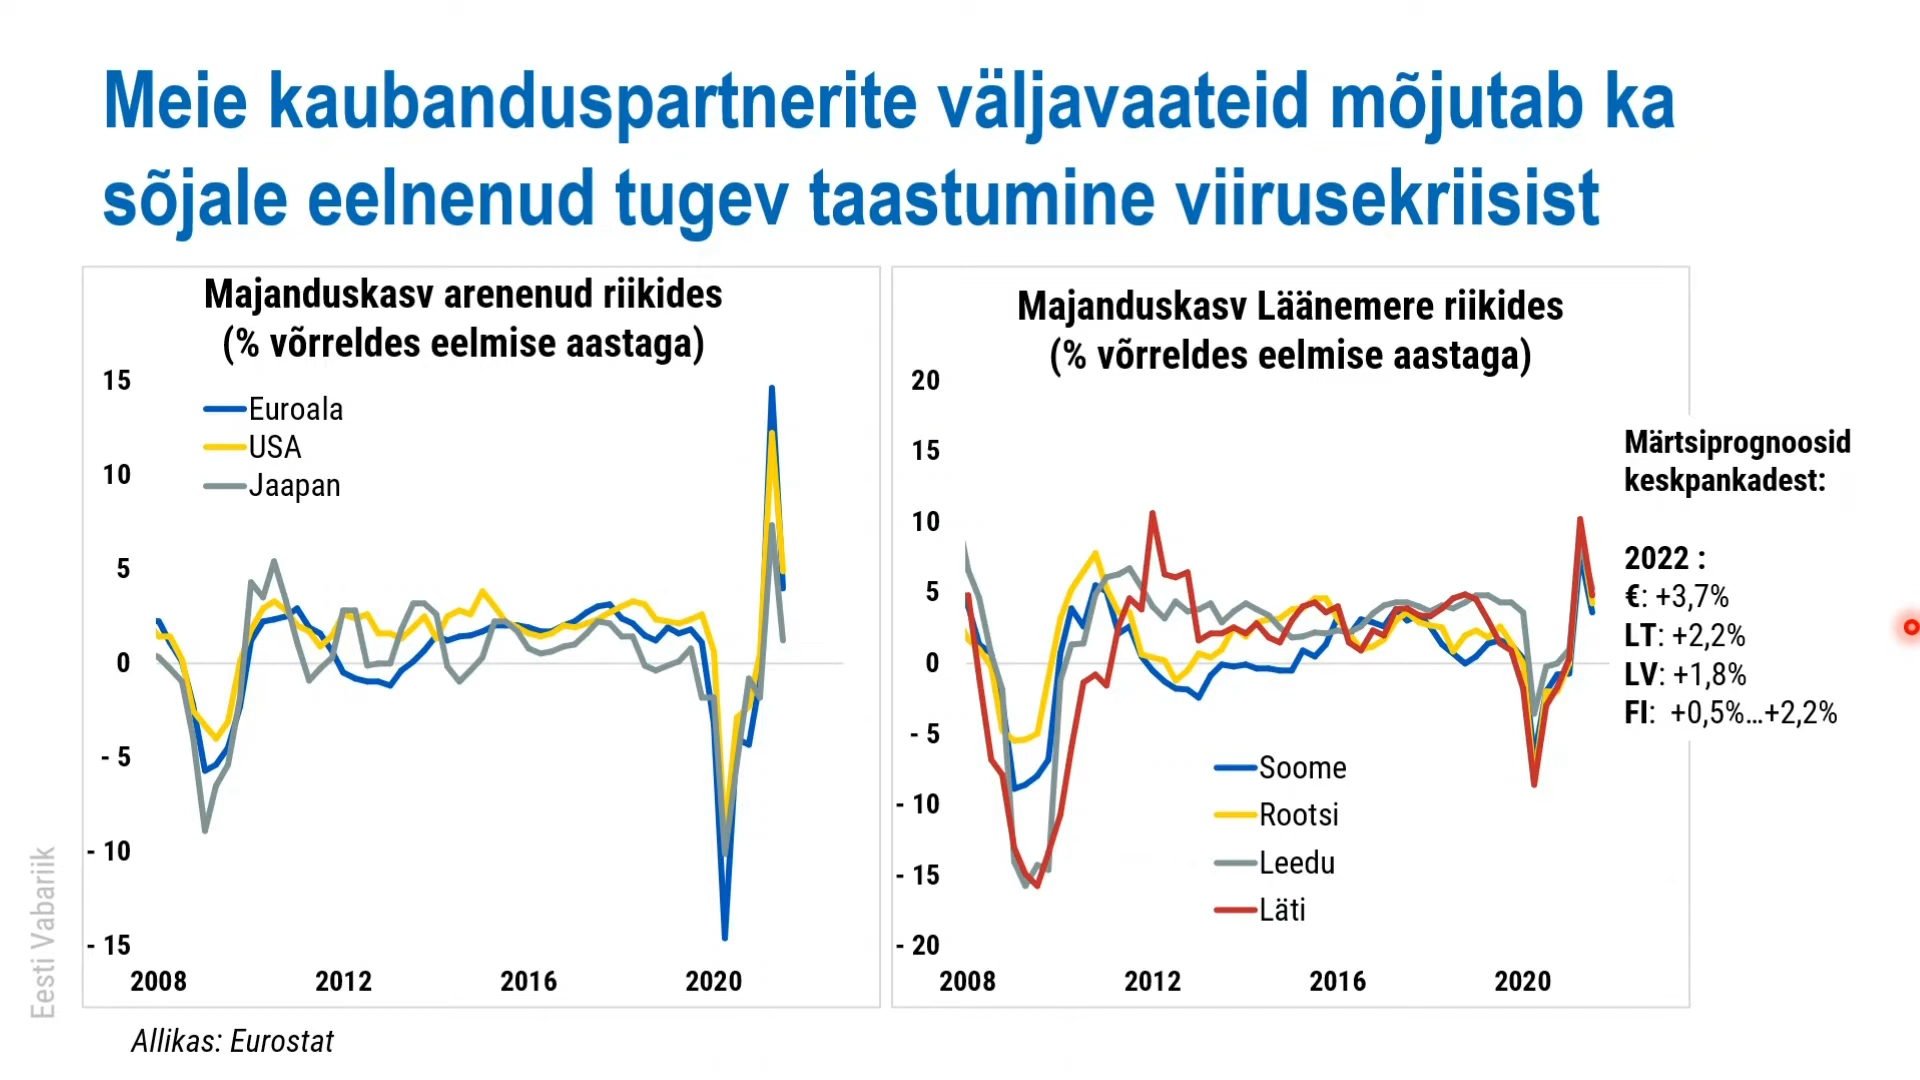 Meie kaubanduspartnerite väljavaateid mõjutab ka
sõjale eelnenud tugev taastumine viirusekriisist
Majanduskasv arenenud riikides
(% võrreldes eelmise aastaga)
15
10
5
0
- 5
- 10
- 15
Euroala
USA
Jaapan
2008
2012
2016
2020
Majanduskasv Läänemere riikides
(% võrreldes eelmise aastaga)
20
15
10
5
0
- 5
- 10
- 15
- 20
Soome
Rootsi
Leedu
Läti
2008
2012
2016
2020
Märtsiprognoosid
keskpankadest:
2022 :
€: +3,7%
LT: +2,2%
LV: +1,8%
FI: +0,5%…+2,2%
Eesti Vabariik
Allikas: Eurostat